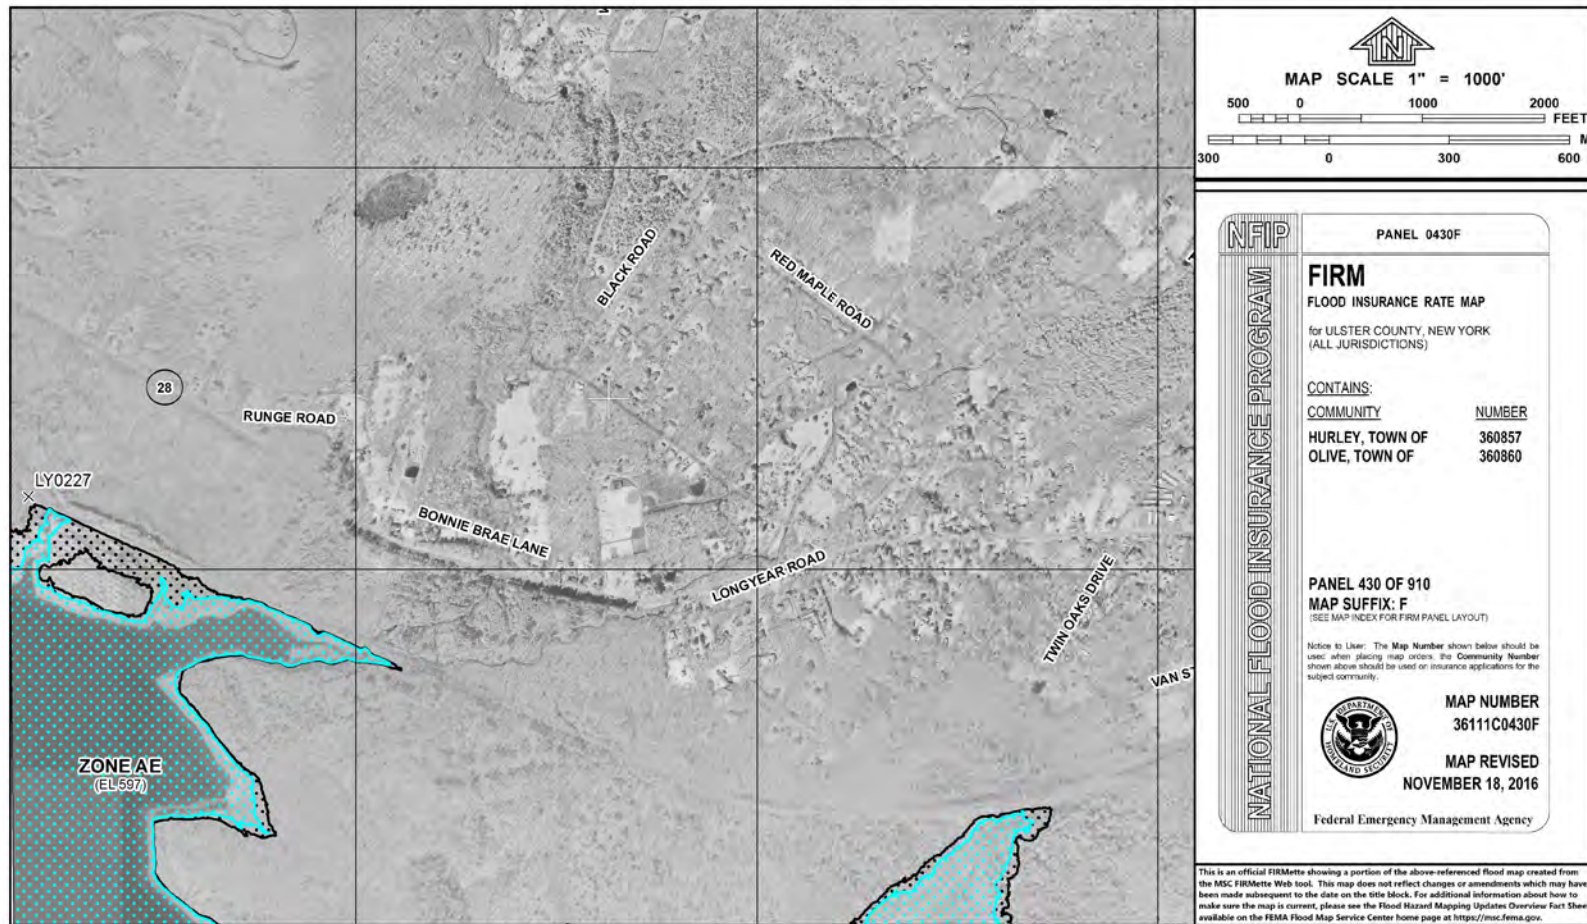 BLACK ROAD
RED MAPLE ROAD
28
RUNGE ROAD
LY0227
BONNIE BRAE LANE
LONGYEAR ROAD
TWIN OAKS DRIVE
VAN ST
ZONE AE
(EL 597)
N
MAP SCALE 1" = 1000'
500 0 1000 2000
FEET
M
300 0 300 600
NFIP
PANEL 0430F
NATIONAL FLOOD INSURANCE PROGRAM
FIRM
FLOOD INSURANCE RATE MAP
for ULSTER COUNTY, NEW YORK
(ALL JURISDICTIONS)
CONTAINS:
COMMUNITY NUMBER
HURLEY, TOWN OF 360857
OLIVE, TOWN OF 360860
PANEL 430 OF 910
MAP SUFFIX: F
(SEE MAP INDEX FOR FIRM PANEL LAYOUT)
Notice to User: The Map Number shown below should be
used when placing map orders; the Community Number
shown above should be used on insurance applications for the
subject community.
U.S. DEPARTMENT OF
HOMELAND SECURITY
MAP NUMBER
36111C0430F
MAP REVISED
NOVEMBER 18, 2016
Federal Emergency Management Agency
This is an official FIRMette showing a portion of the above-referenced flood map created from
the MSC FIRMette Web tool. This map does not reflect changes or amendments which may have
been made subsequent to the date on the title block. For additional information about how to
make sure the map is current, please see the Flood Hazard Mapping Updates Overview Fact Shee
available on the FEMA Flood Map Service Center home page at https://msc.fema.gov.